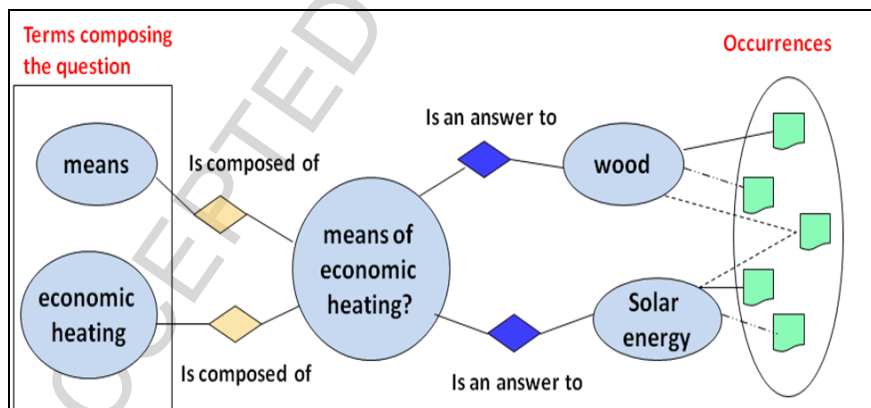 Terms composing
the question
Occurrences
Is an answer to
means
Is composed of
wood
means of
economic
heating?
economic
heating
Solar
energy
Is composed of
Is an answer to